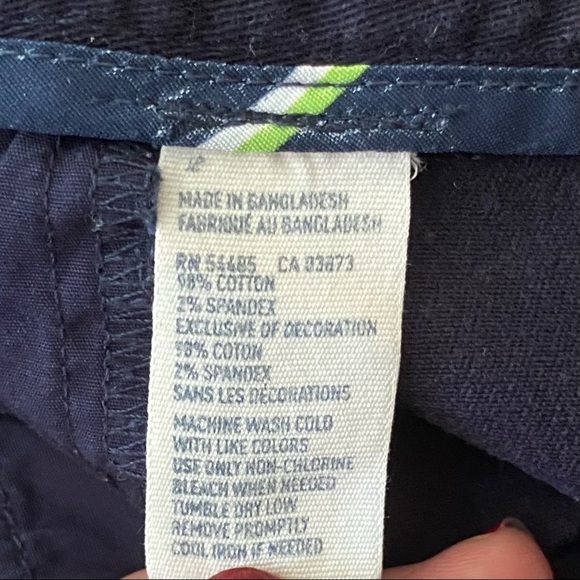 MADE IN BANGLADESH
FABRIQUÉ AU BANGLADESH
RN 54485 CA 03873
98% COTTON
2% SPANDEX
EXCLUSIVE OF DECORATION
98% COTON
2% SPANDEX
SANS LES DÉCORATIONS
MACHINE WASH COLD
WITH LIKE COLORS
USE ONLY NON-CHLORINE
BLEACH WHEN NEEDED
TUMBLE DRY LOW
REMOVE PROMPTLY
COOL IRON IF NEEDED